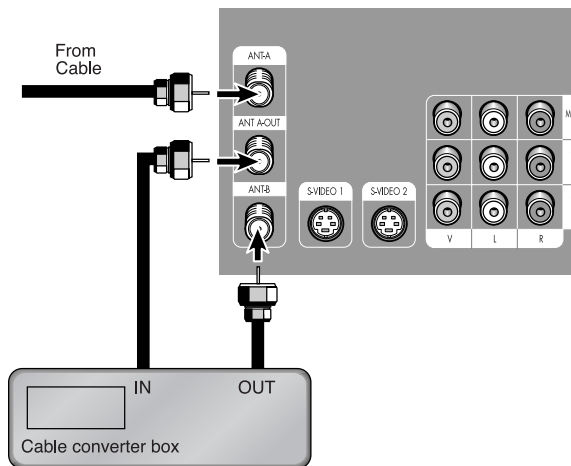 From
Cable
ANT-A
ANT A-OUT
ANT-B
S-VIDEO 1
S-VIDEO 2
V
L
R
M
IN
OUT
Cable converter box